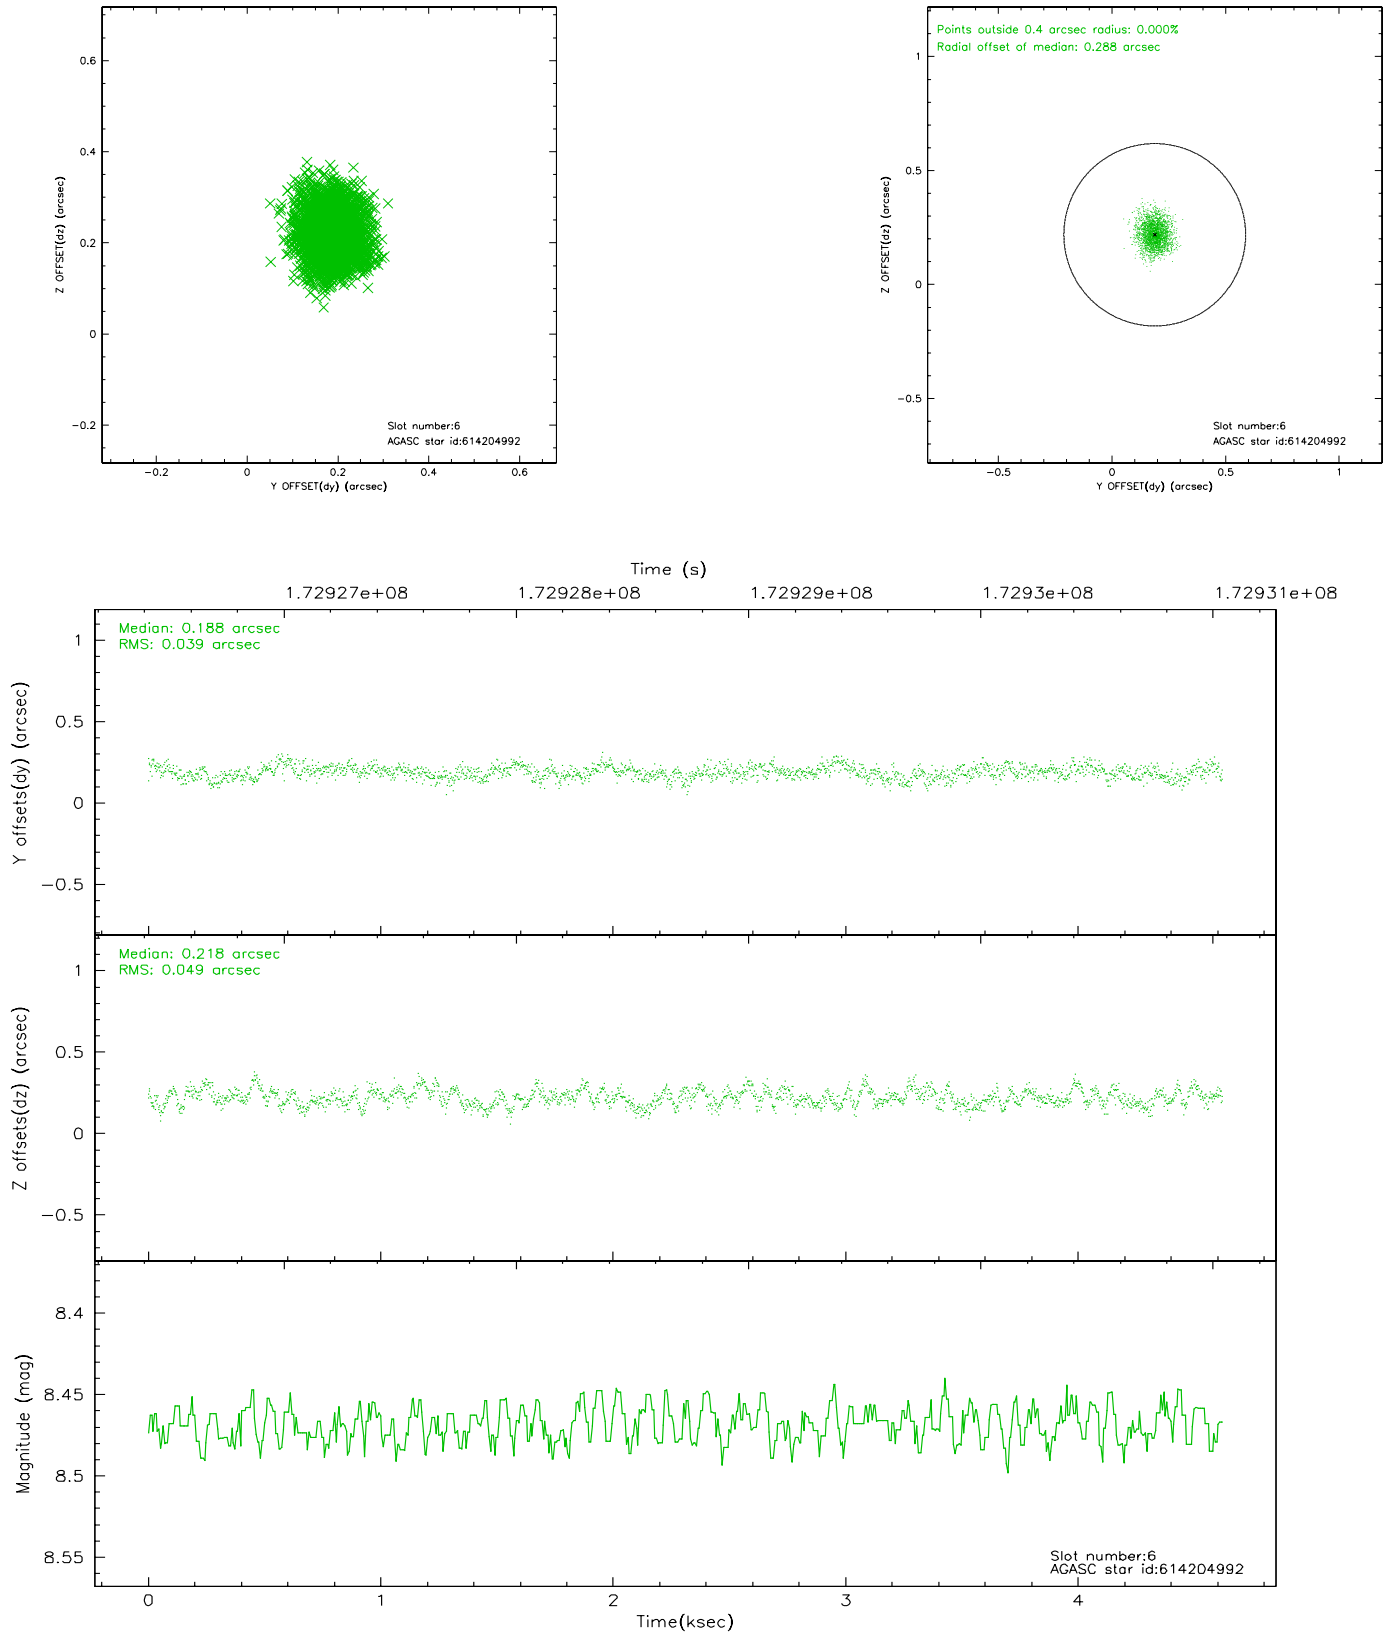 0.6
0.4
0.2
0
−0.2
−0.2
0
0.2
0.4
0.6
Z OFFSET(dz) (arcsec)
Y OFFSET(dy) (arcsec)
Slot number:6
AGASC star id:614204992
Points outside 0.4 arcsec radius: 0.000%
Radial offset of median: 0.288 arcsec
1
0.5
0
−0.5
−0.5
0
0.5
1
Z OFFSET(dz) (arcsec)
Y OFFSET(dy) (arcsec)
Slot number:6
AGASC star id:614204992
Time (s)
1.72927e+08
1.72928e+08
1.72929e+08
1.7293e+08
1.72931e+08
Median: 0.188 arcsec
RMS: 0.039 arcsec
1
0.5
0
−0.5
Y offsets(dy) (arcsec)
Median: 0.218 arcsec
RMS: 0.049 arcsec
1
0.5
0
−0.5
Z offsets(dz) (arcsec)
8.4
8.45
8.5
8.55
Magnitude (mag)
Slot number:6
AGASC star id:614204992
0
1
2
3
4
Time(ksec)